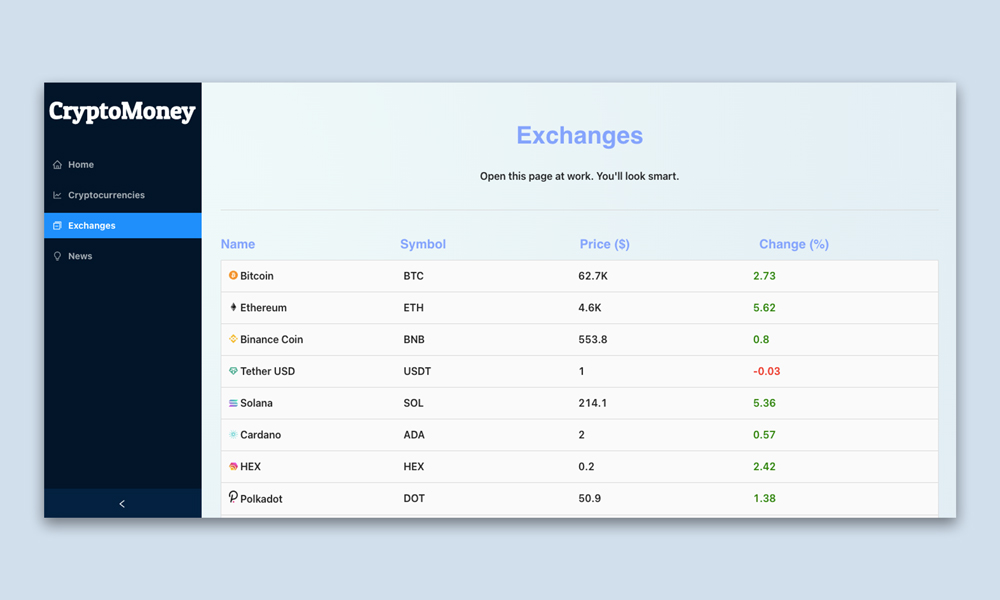 CryptoMoney
Home
Cryptocurrencies
Exchanges
News
Exchanges
Open this page at work. You'll look smart.
Name Symbol Price ($) Change (%)
Bitcoin BTC 62.7K 2.73
Ethereum ETH 4.6K 5.62
Binance Coin BNB 553.8 0.8
Tether USD USDT 1 -0.03
Solana SOL 214.1 5.36
Cardano ADA 2 0.57
HEX HEX 0.2 2.42
Polkadot DOT 50.9 1.38